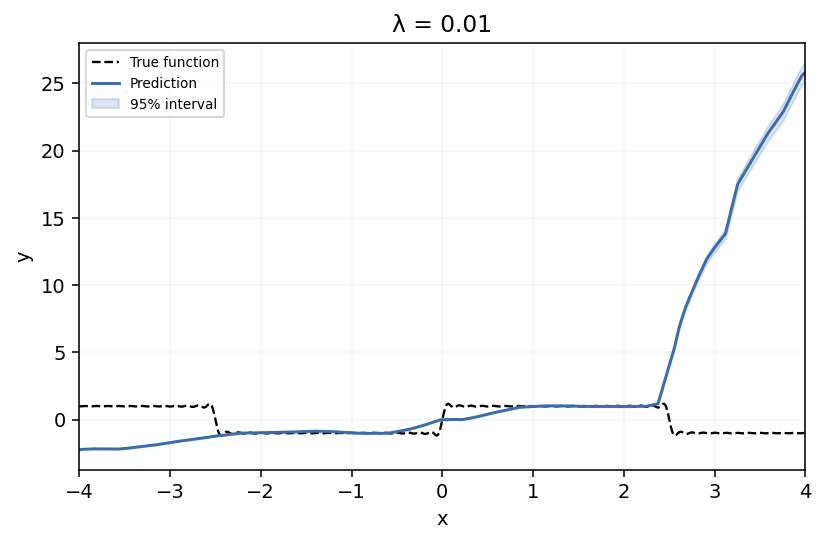 λ = 0.01
True function
Prediction
95% interval
y
25
20
15
10
5
0
−4 −3 −2 −1 0 1 2 3 4
x